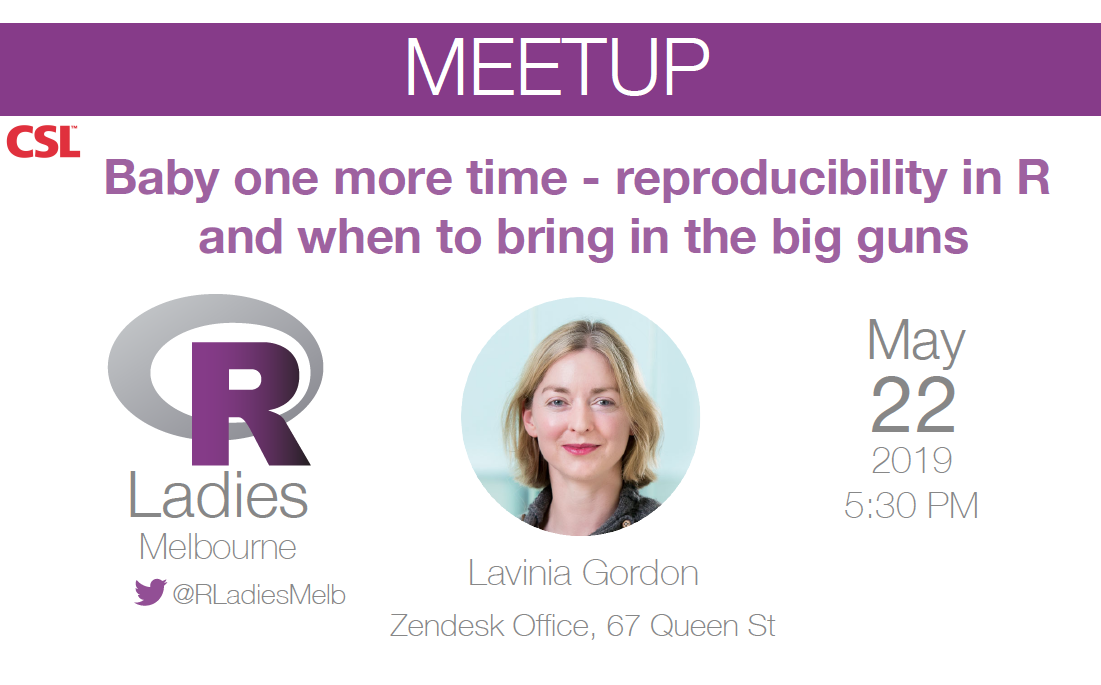 MEETUP
CSL™
Baby one more time - reproducibility in R
and when to bring in the big guns
R
Ladies
Melbourne
@RLadiesMelb
Lavinia Gordon
Zendesk Office, 67 Queen St
May
22
2019
5:30 PM